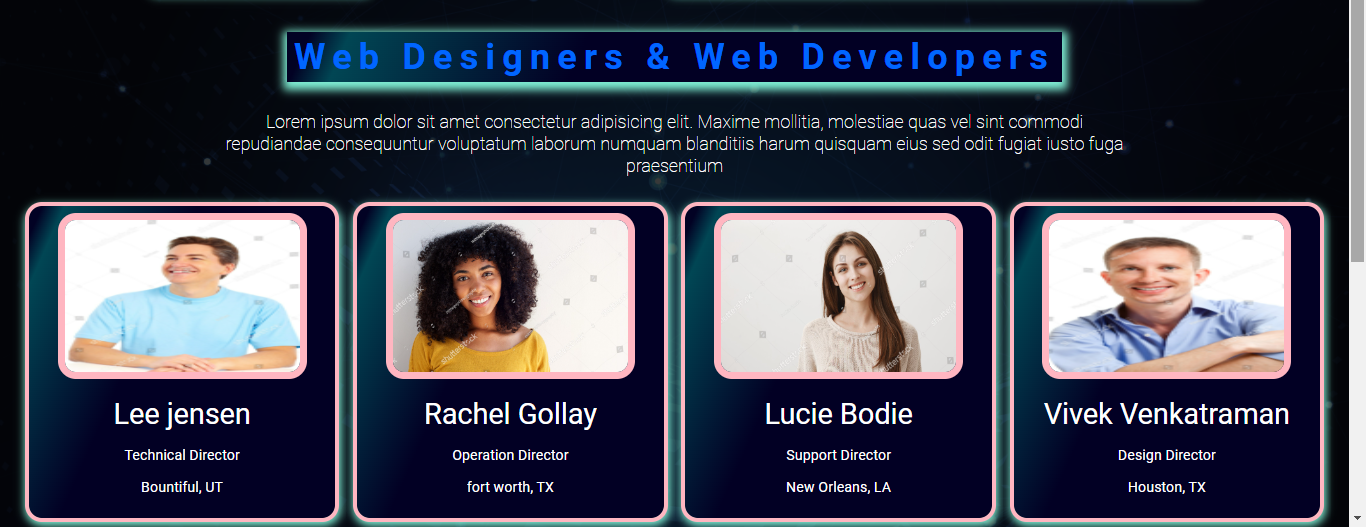 Web Designers & Web Developers
Lorem ipsum dolor sit amet consectetur adipisicing elit. Maxime mollitia, molestiae quas vel sint commodi
repudiandae consequuntur voluptatum laborum numquam blanditiis harum quisquam eius sed odit fugiat iusto fuga
praesentium
shutterstock
shutterstock
Lee jensen
Rachel Gollay
Lucie Bodie
Vivek Venkatraman
Technical Director
Operation Director
Support Director
Design Director
Bountiful, UT
fort worth, TX
New Orleans, LA
Houston, TX